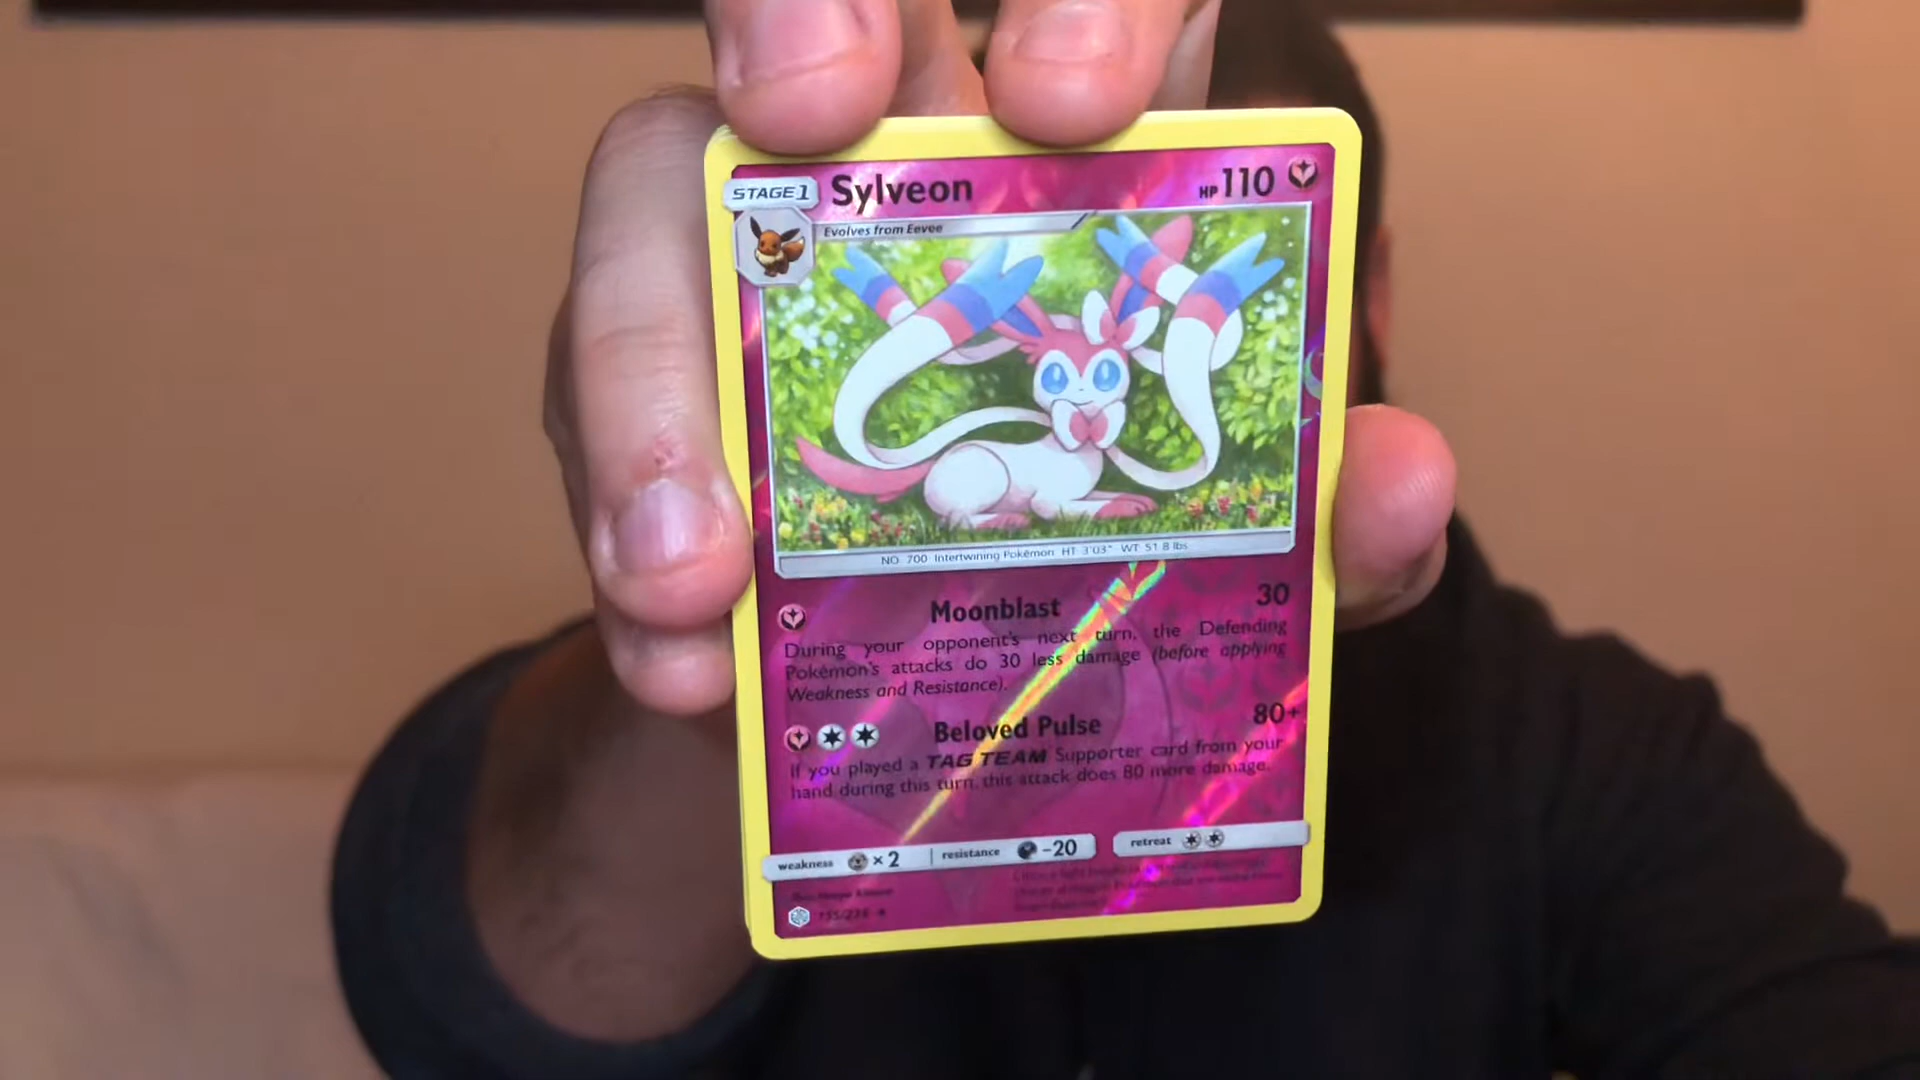 STAGE 1 Sylveon HP 110
Evolves from Eevee
NO 700 Intertwining Pokémon HT 3'03" WT 51.8 lbs
Moonblast 30
During your opponent's next turn, the Defending
Pokémon's attacks do 30 less damage (before applying
Weakness and Resistance).
Beloved Pulse 80+
If you played a TAG TEAM Supporter card from your
hand during this turn, this attack does 80 more damage.
weakness ×2 resistance -20 retreat
155/236